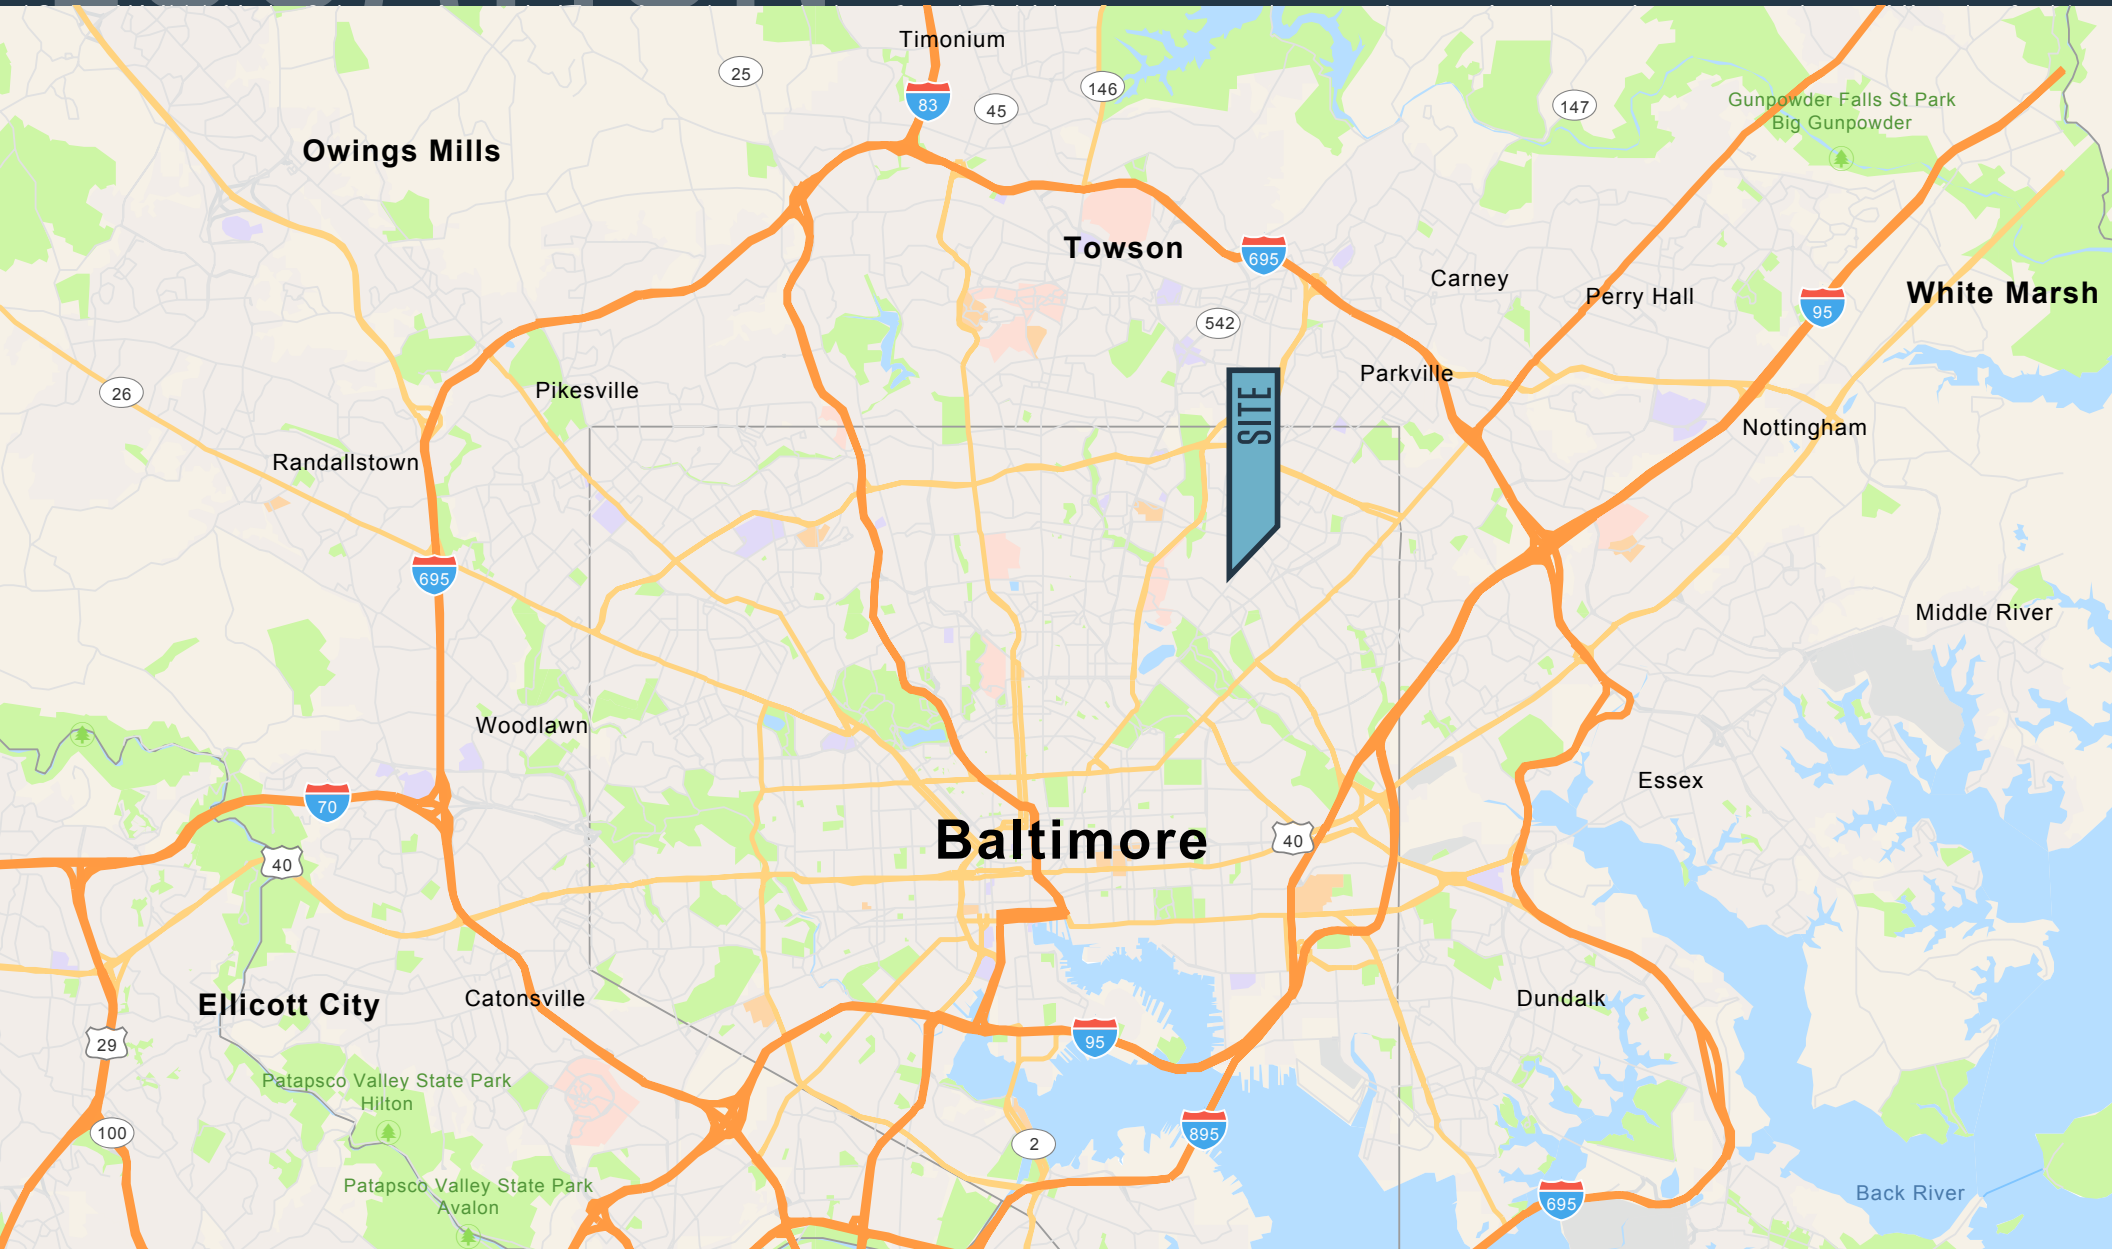 Timonium
25
83
45
146
147
Gunpowder Falls St Park
Big Gunpowder
Owings Mills
Towson
695
Carney
Perry Hall
White Marsh
95
542
26
Pikesville
SITE
Parkville
Nottingham
Randallstown
695
Middle River
Woodlawn
Essex
70
40
Baltimore
40
Ellicott City
Catonsville
Dundalk
29
95
Patapsco Valley State Park
Hilton
100
895
2
Patapsco Valley State Park
Avalon
695
Back River